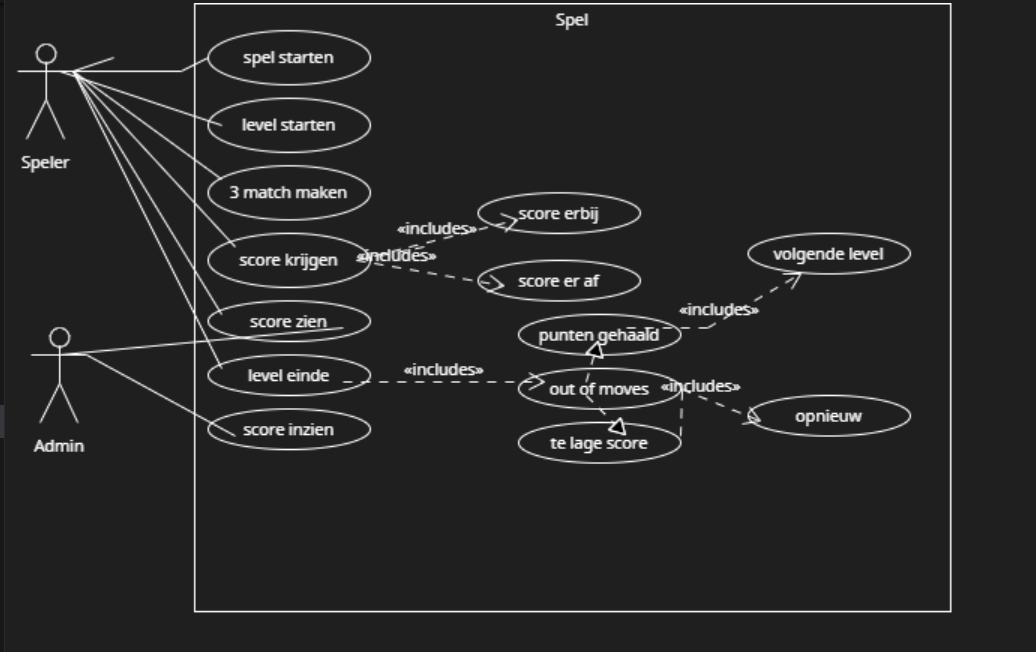 Spel
spel starten
Speler
level starten
3 match maken
score krijgen
«includes»
«includes»
score erbij
score er af
volgende level
score zien
Admin
level einde
«includes»
punten gehaald
«includes»
out of moves
«includes»
opnieuw
te lage score
score inzien